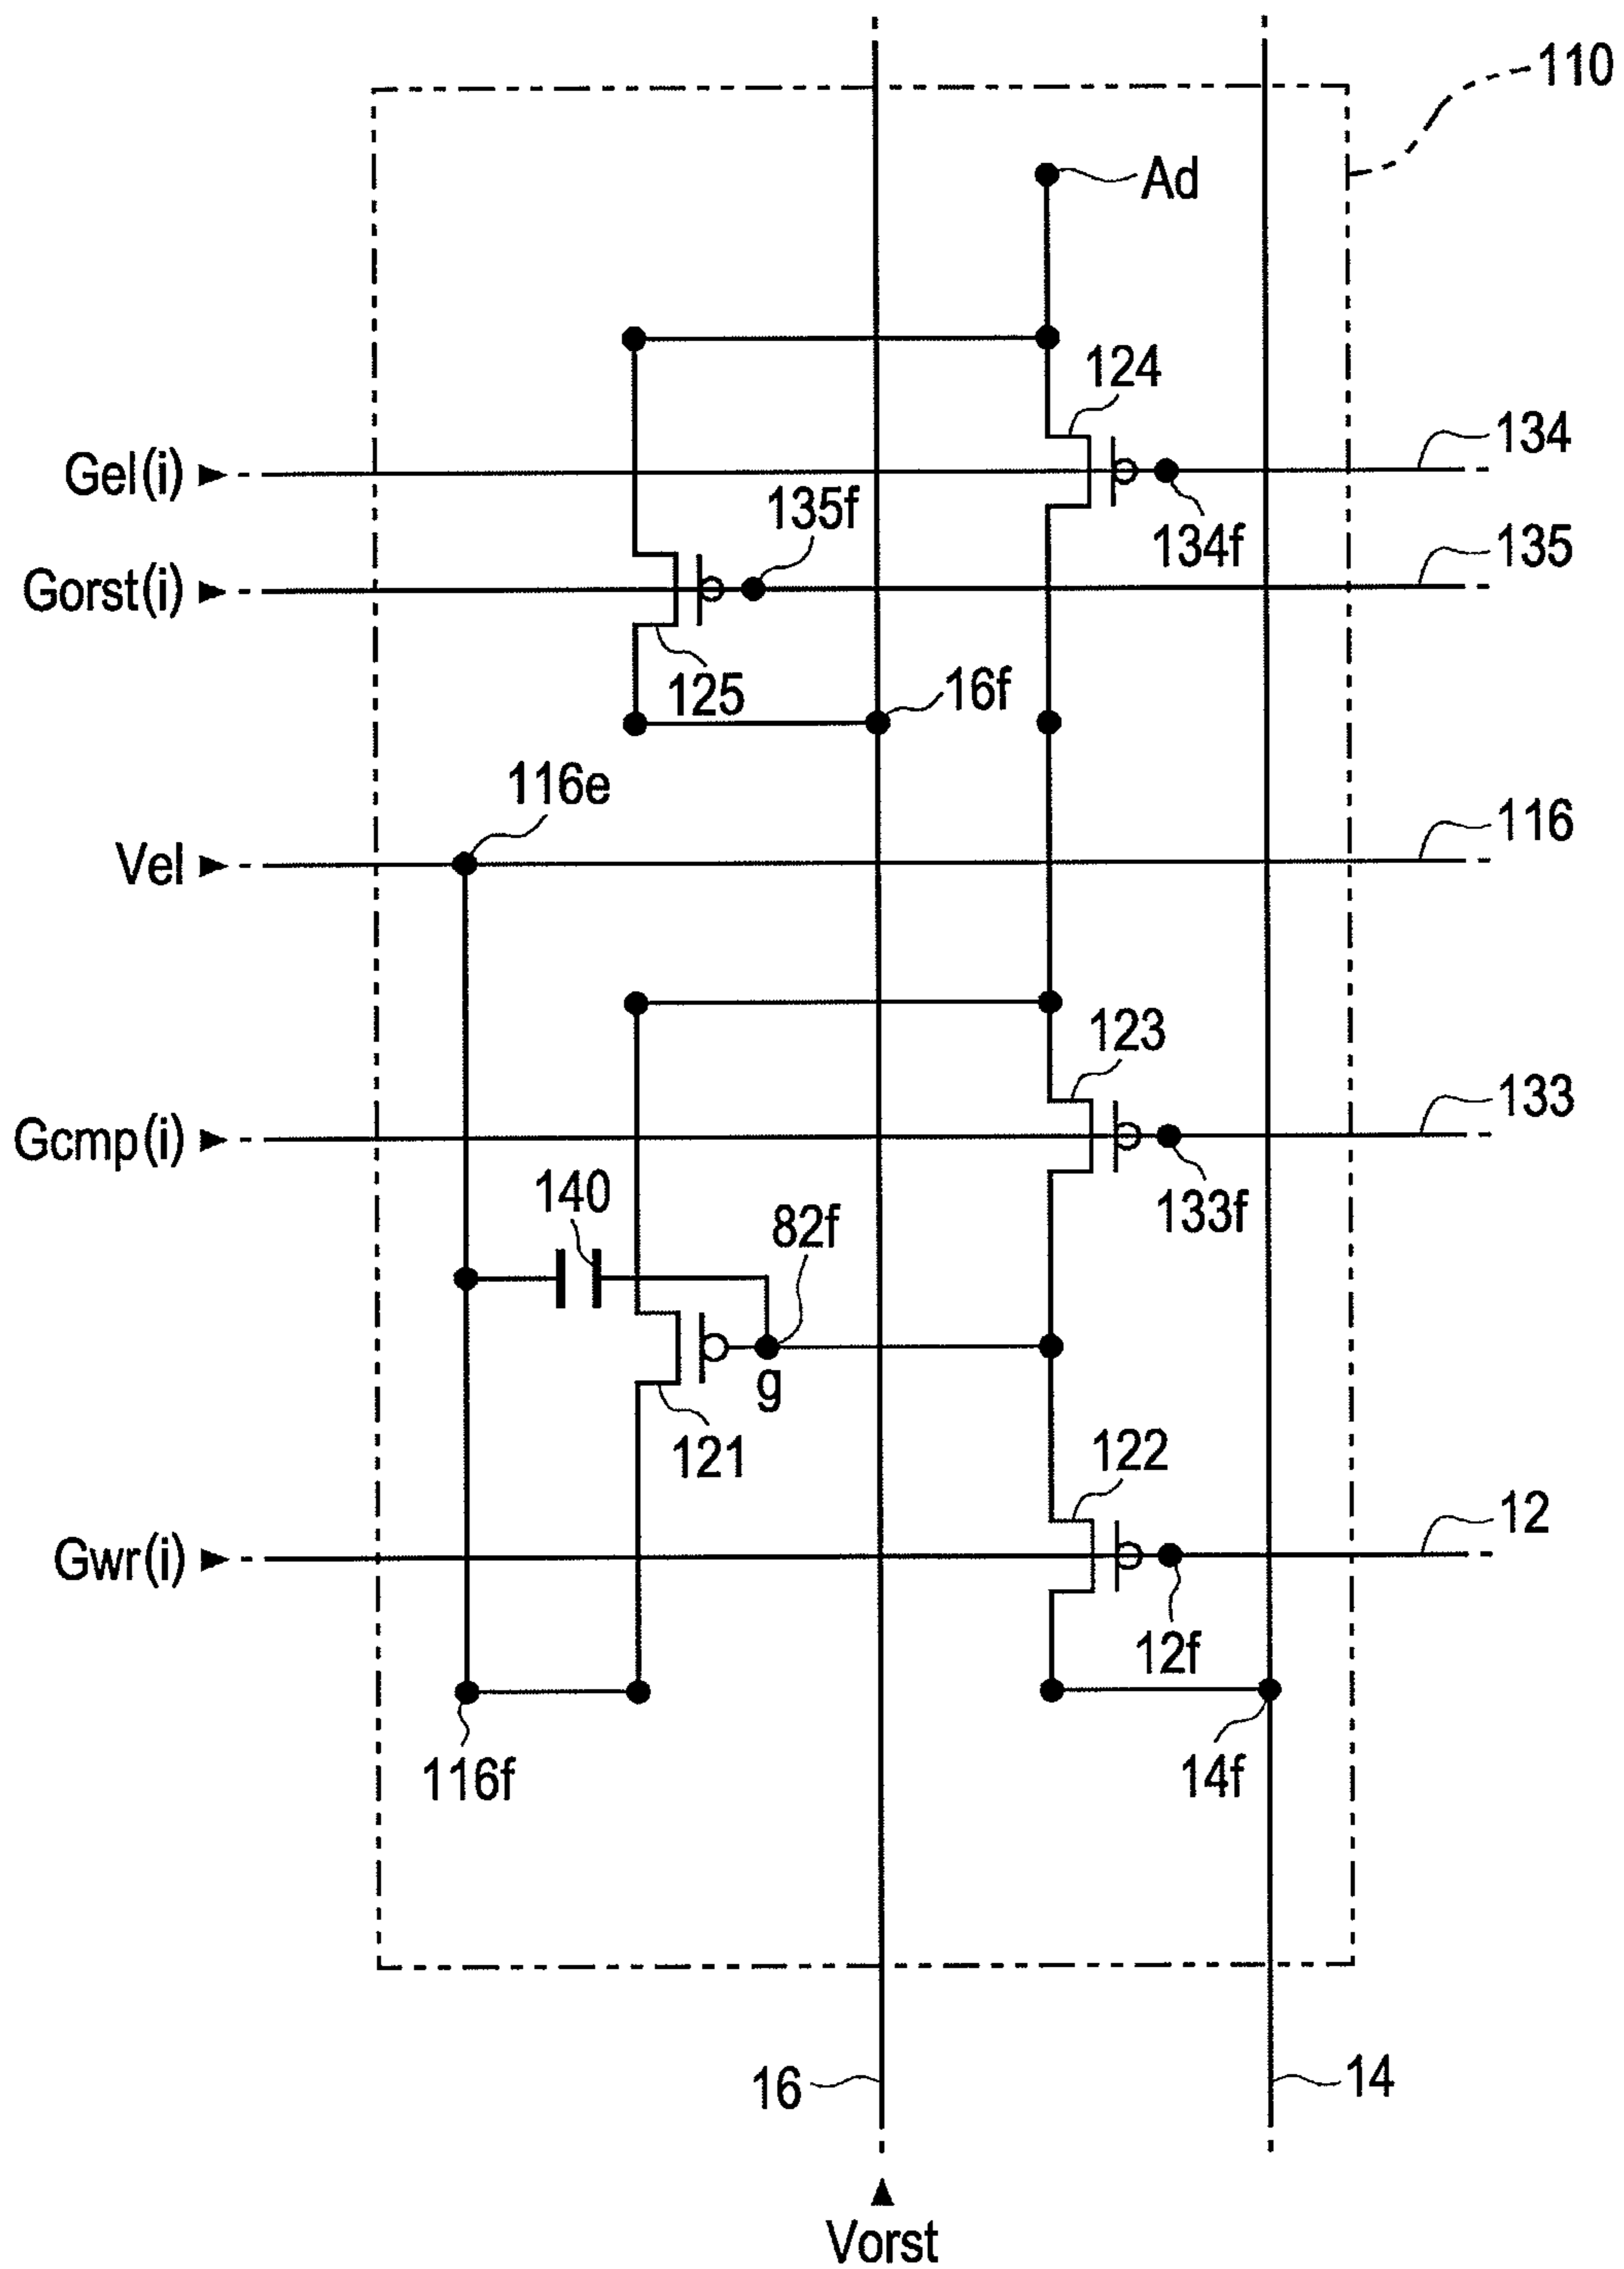 110
Ad
124
Gel(i)
134
135f
134f
Gorst(i)
135
125
16f
116e
Vel
116
123
Gcmp(i)
133
140
82f
133f
g
121
122
Gwr(i)
12
12f
116f
14f
16
14
Vorst